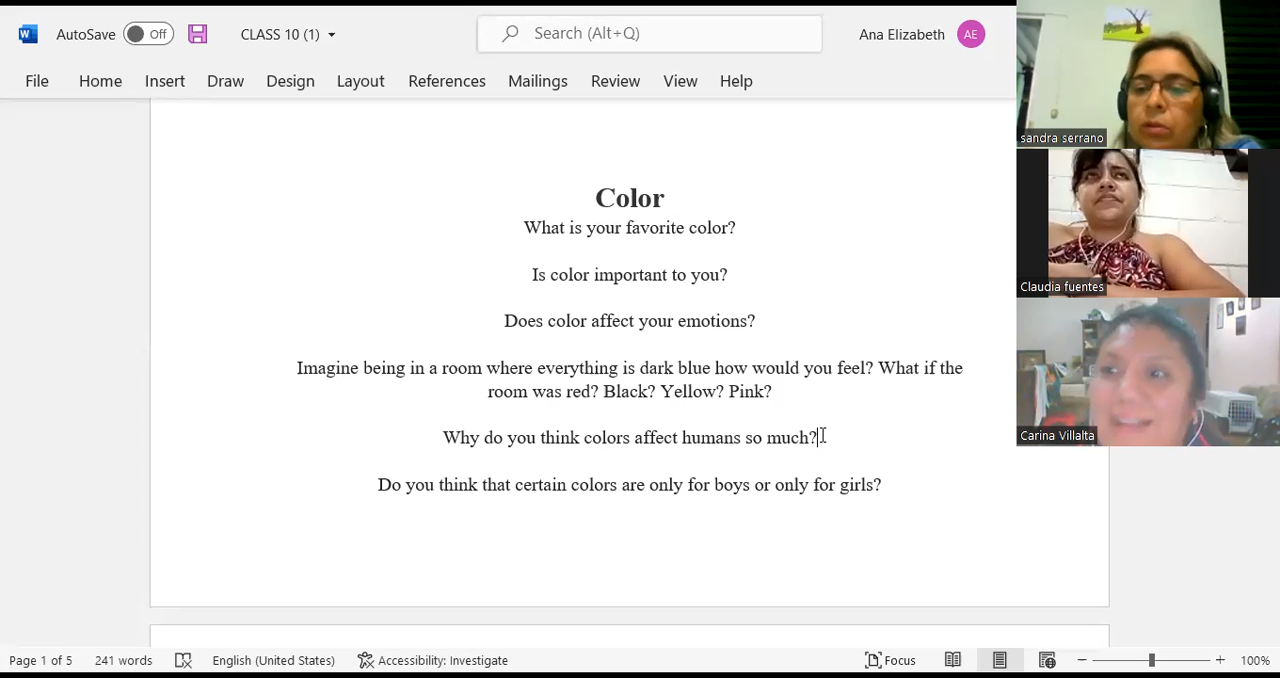 AutoSave Off CLASS 10 (1) Search (Alt+Q) Ana Elizabeth AE
File Home Insert Draw Design Layout References Mailings Review View Help
Color
What is your favorite color?
Is color important to you?
Does color affect your emotions?
Imagine being in a room where everything is dark blue how would you feel? What if the
room was red? Black? Yellow? Pink?
Why do you think colors affect humans so much?
Do you think that certain colors are only for boys or only for girls?
sandra serrano
Claudia fuentes
Carina Villalta
Page 1 of 5 241 words English (United States) Accessibility: Investigate Focus 100%